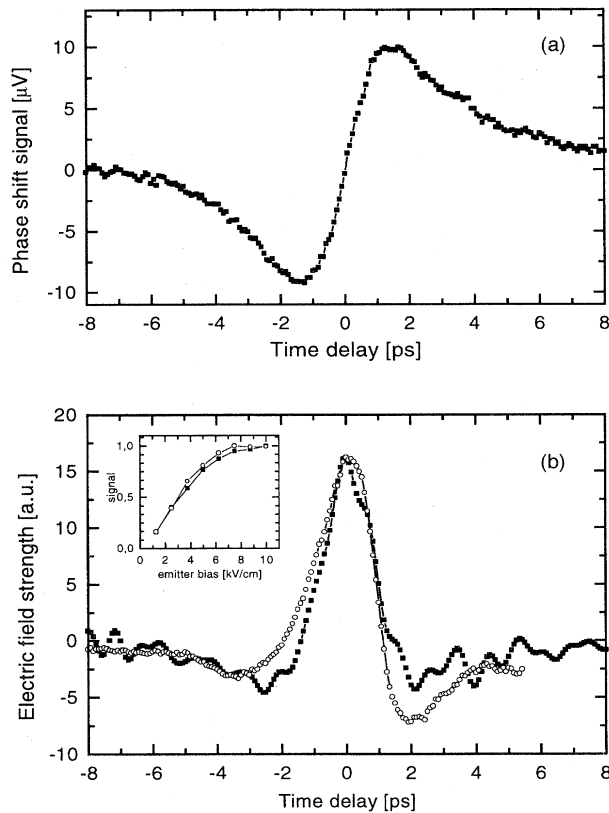 (a)
Phase shift signal [µV]
10
5
0
-5
-10
-8 -6 -4 -2 0 2 4 6 8
Time delay [ps]
(b)
Electric field strength [a.u.]
20
15
10
5
0
-5
-10
signal
1,0
0,5
0,0
0 2 4 6 8 10
emitter bias [kV/cm]
-8 -6 -4 -2 0 2 4 6 8
Time delay [ps]